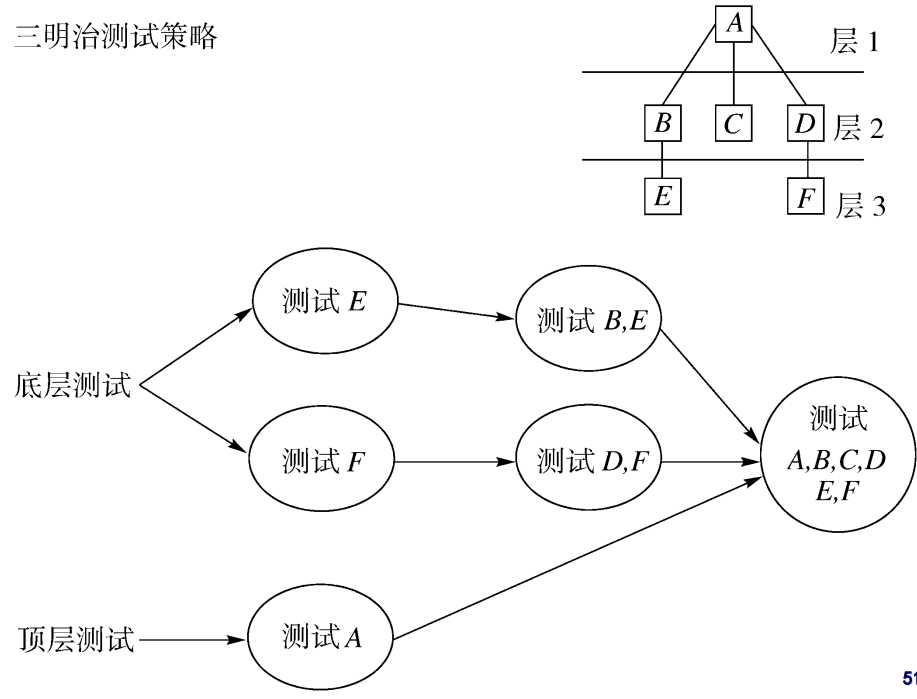 三明治测试策略
A
层 1
B
C
D
层 2
E
F
层 3
测试 E
测试 B,E
底层测试
测试
A,B,C,D
E,F
测试 F
测试 D,F
顶层测试
测试 A
51